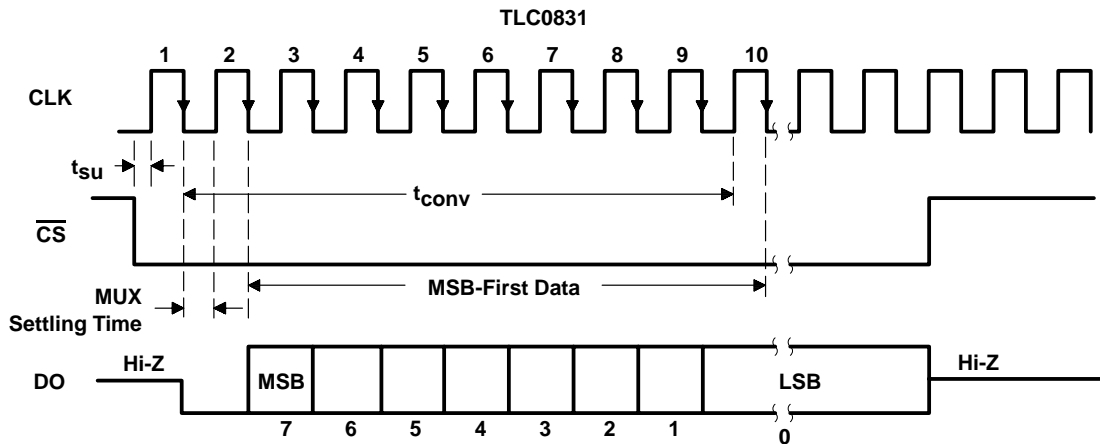 TLC0831
1 2 3 4 5 6 7 8 9 10
CLK
tsu
tconv
CS
MSB-First Data
MUX
Settling Time
Hi-Z Hi-Z
DO MSB LSB
7 6 5 4 3 2 1 0